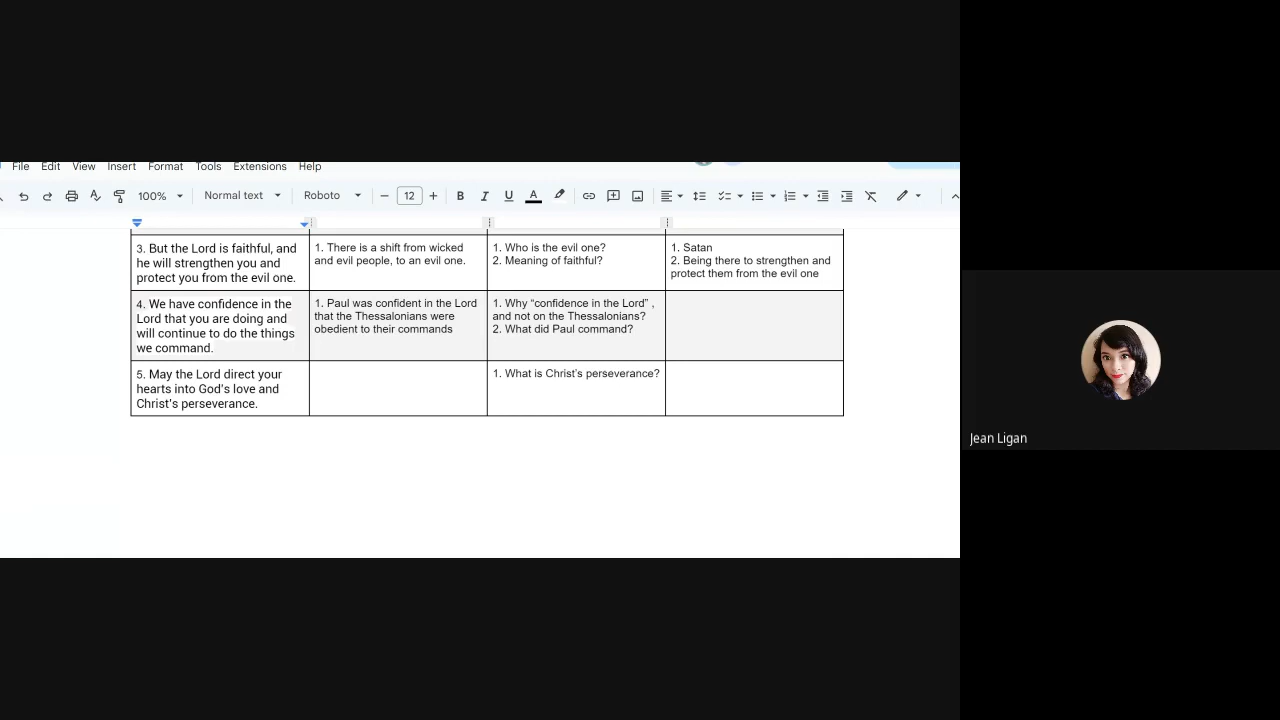 File Edit View Insert Format Tools Extensions Help
100% Normal text Roboto 12 B I U A
3. But the Lord is faithful, and
he will strengthen you and
protect you from the evil one.
1. There is a shift from wicked
and evil people, to an evil one.
1. Who is the evil one?
2. Meaning of faithful?
1. Satan
2. Being there to strengthen and
protect them from the evil one
4. We have confidence in the
Lord that you are doing and
will continue to do the things
we command.
1. Paul was confident in the Lord
that the Thessalonians were
obedient to their commands
1. Why “confidence in the Lord” ,
and not on the Thessalonians?
2. What did Paul command?
5. May the Lord direct your
hearts into God's love and
Christ's perseverance.
1. What is Christ’s perseverance?
Jean Ligan